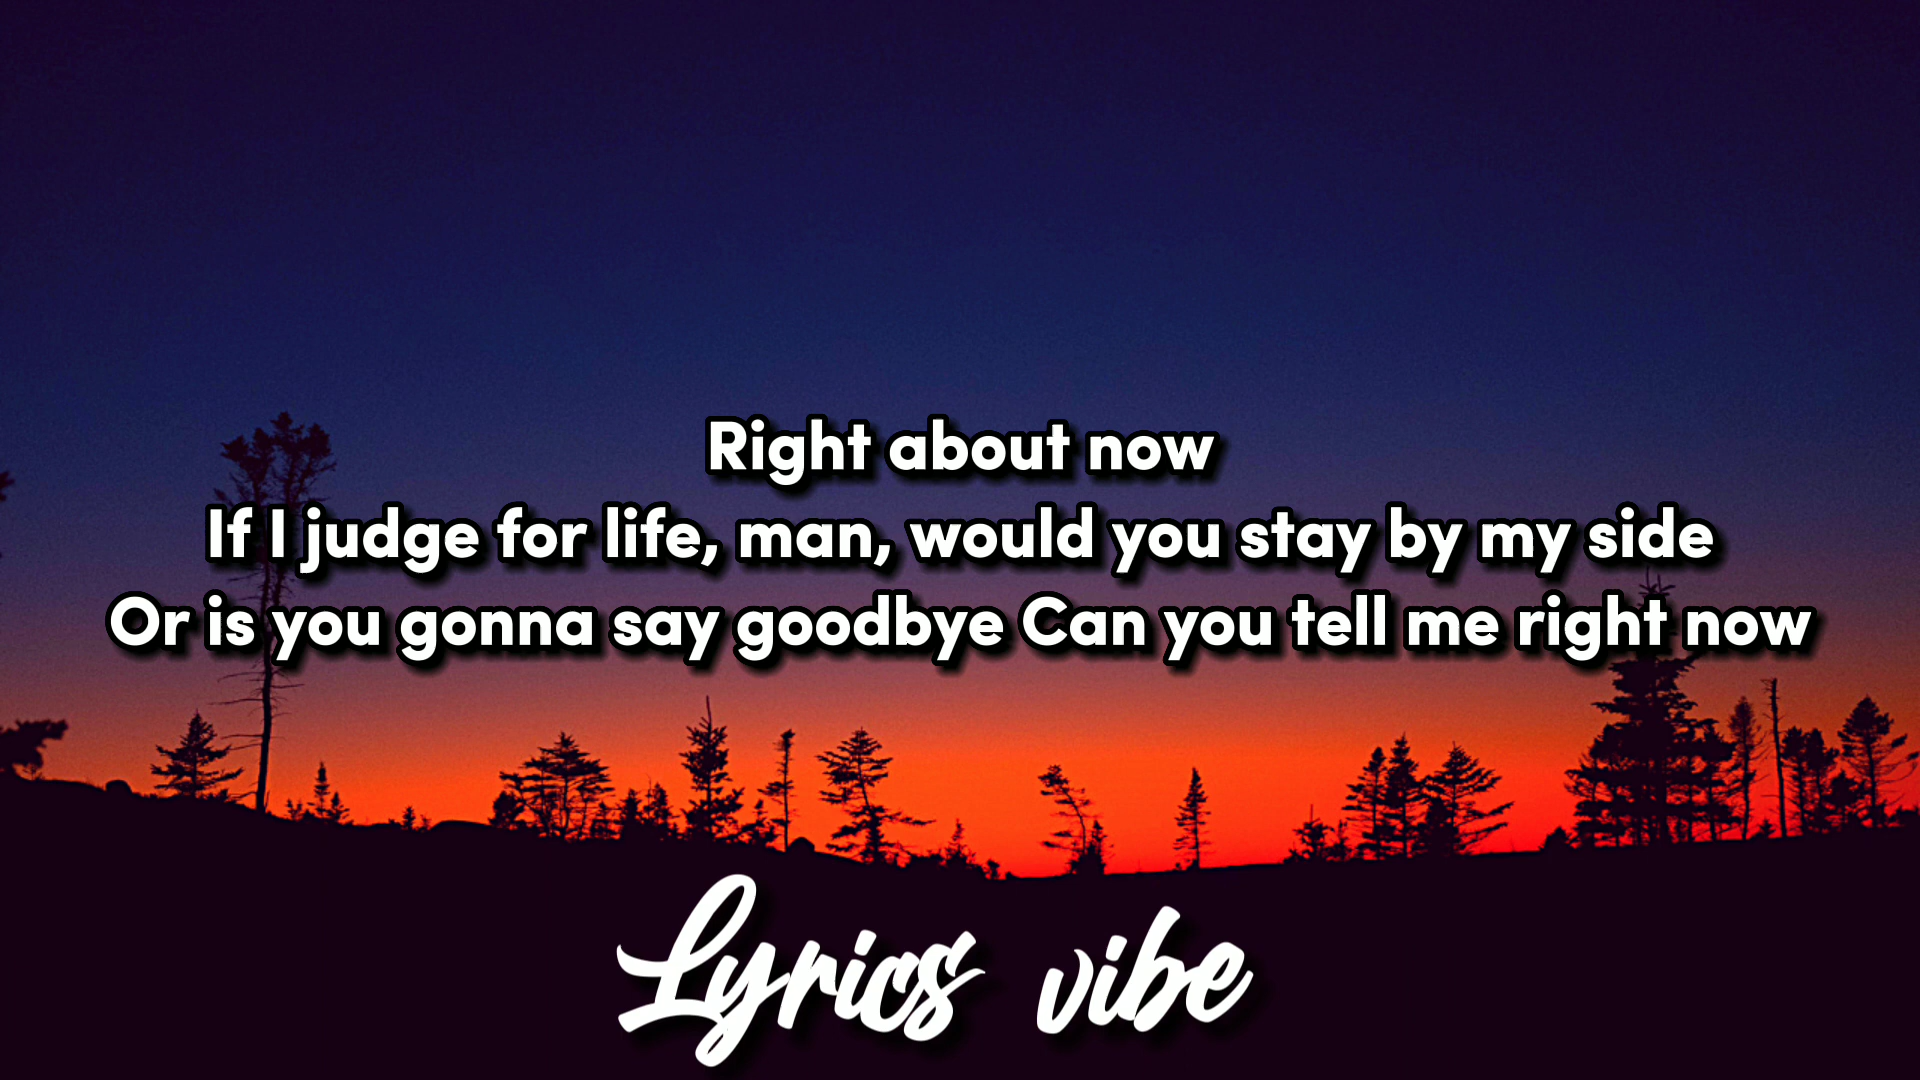 Right about now
If I judge for life, man, would you stay by my side
Or is you gonna say goodbye Can you tell me right now
Lyrics vibe